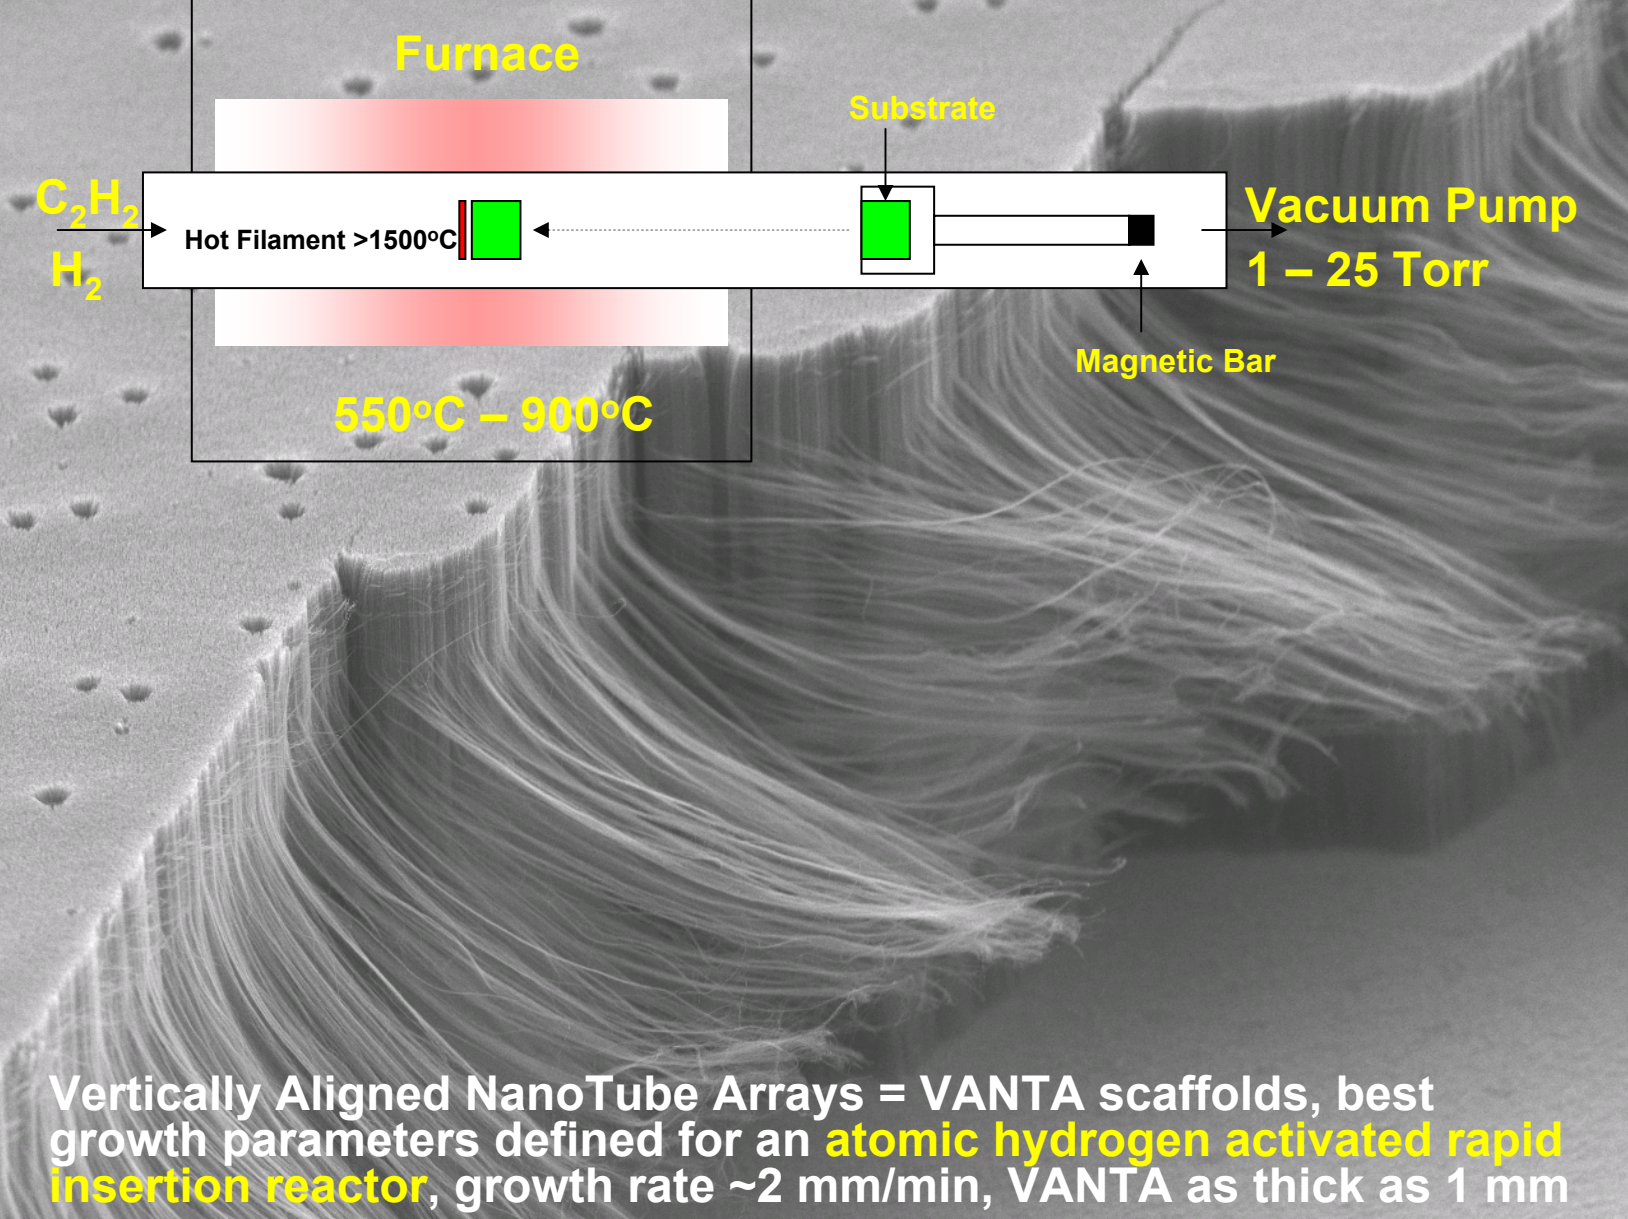 Furnace
Substrate
C₂H₂
H₂
Hot Filament >1500ºC
Vacuum Pump
1 – 25 Torr
Magnetic Bar
550ºC – 900ºC
Vertically Aligned NanoTube Arrays = VANTA scaffolds, best
growth parameters defined for an atomic hydrogen activated rapid
insertion reactor, growth rate ~2 mm/min, VANTA as thick as 1 mm